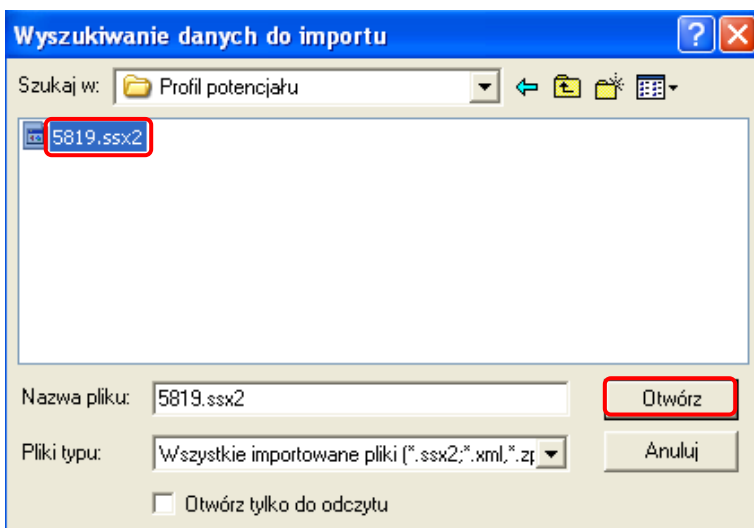 Wyszukiwanie danych do importu
Szukaj w: Profil potencjału
5819.ssx2
Nazwa pliku: 5819.ssx2 Otwórz
Pliki typu: Wszystkie importowane pliki (*.ssx2;*.xml,*.zp Anuluj
Otwórz tylko do odczytu